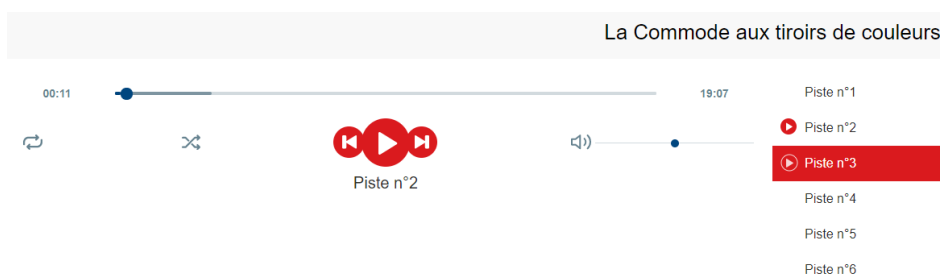 La Commode aux tiroirs de couleurs
00:11
19:07
Piste n°2
Piste n°1
Piste n°2
Piste n°3
Piste n°4
Piste n°5
Piste n°6